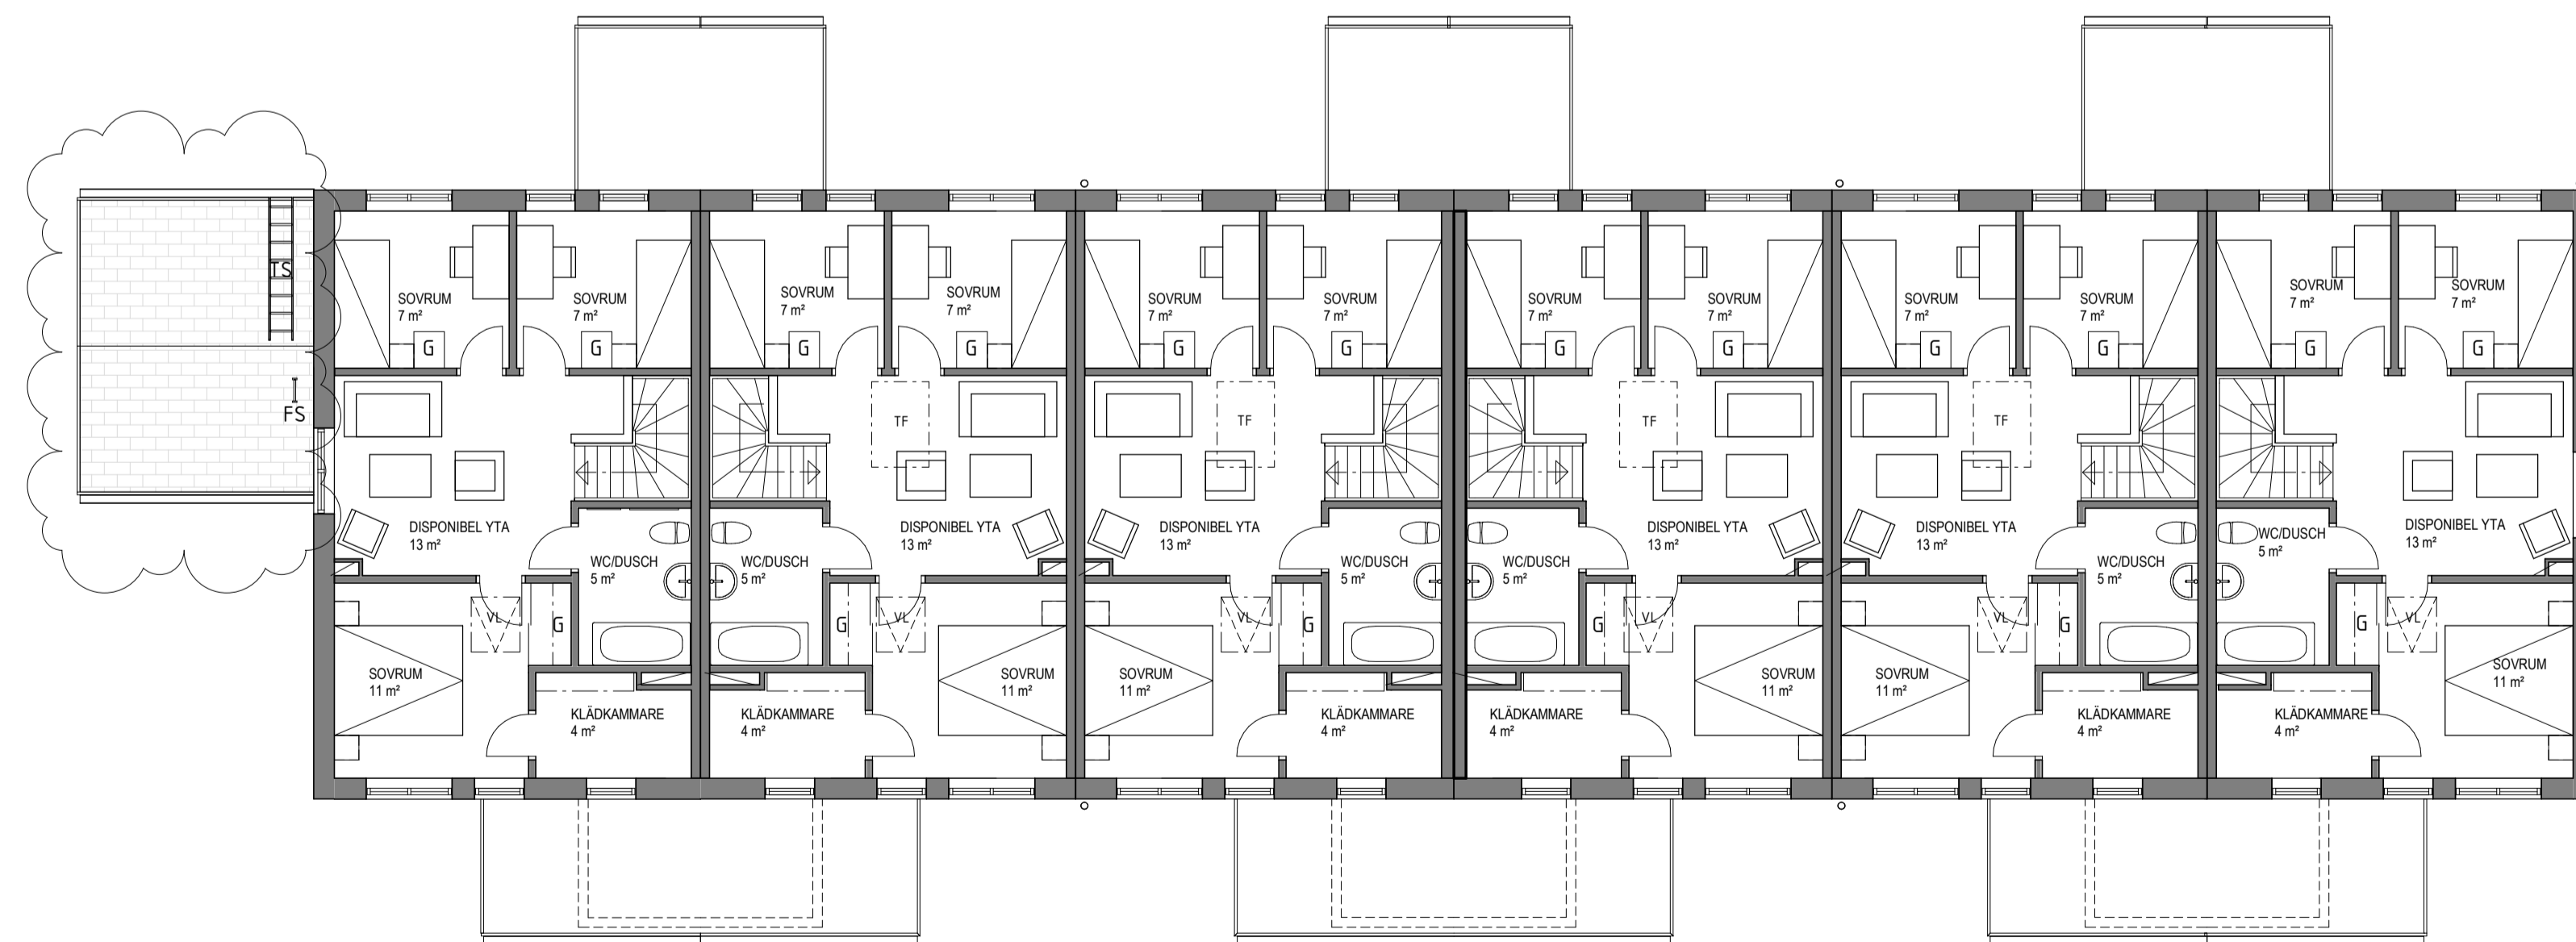 TS
FS
SOVRUM
7 m²
SOVRUM
7 m²
SOVRUM
7 m²
SOVRUM
7 m²
SOVRUM
7 m²
SOVRUM
7 m²
SOVRUM
7 m²
SOVRUM
7 m²
SOVRUM
7 m²
SOVRUM
7 m²
SOVRUM
7 m²
SOVRUM
7 m²
G
G
G
G
G
G
G
G
G
G
G
G
TF
TF
TF
TF
DISPONIBEL YTA
13 m²
DISPONIBEL YTA
13 m²
DISPONIBEL YTA
13 m²
DISPONIBEL YTA
13 m²
DISPONIBEL YTA
13 m²
DISPONIBEL YTA
13 m²
WC/DUSCH
5 m²
WC/DUSCH
5 m²
WC/DUSCH
5 m²
WC/DUSCH
5 m²
WC/DUSCH
5 m²
WC/DUSCH
5 m²
VL
G
G
VL
VL
G
G
VL
VL
G
G
VL
SOVRUM
11 m²
SOVRUM
11 m²
SOVRUM
11 m²
SOVRUM
11 m²
SOVRUM
11 m²
SOVRUM
11 m²
KLÄDKAMMARE
4 m²
KLÄDKAMMARE
4 m²
KLÄDKAMMARE
4 m²
KLÄDKAMMARE
4 m²
KLÄDKAMMARE
4 m²
KLÄDKAMMARE
4 m²